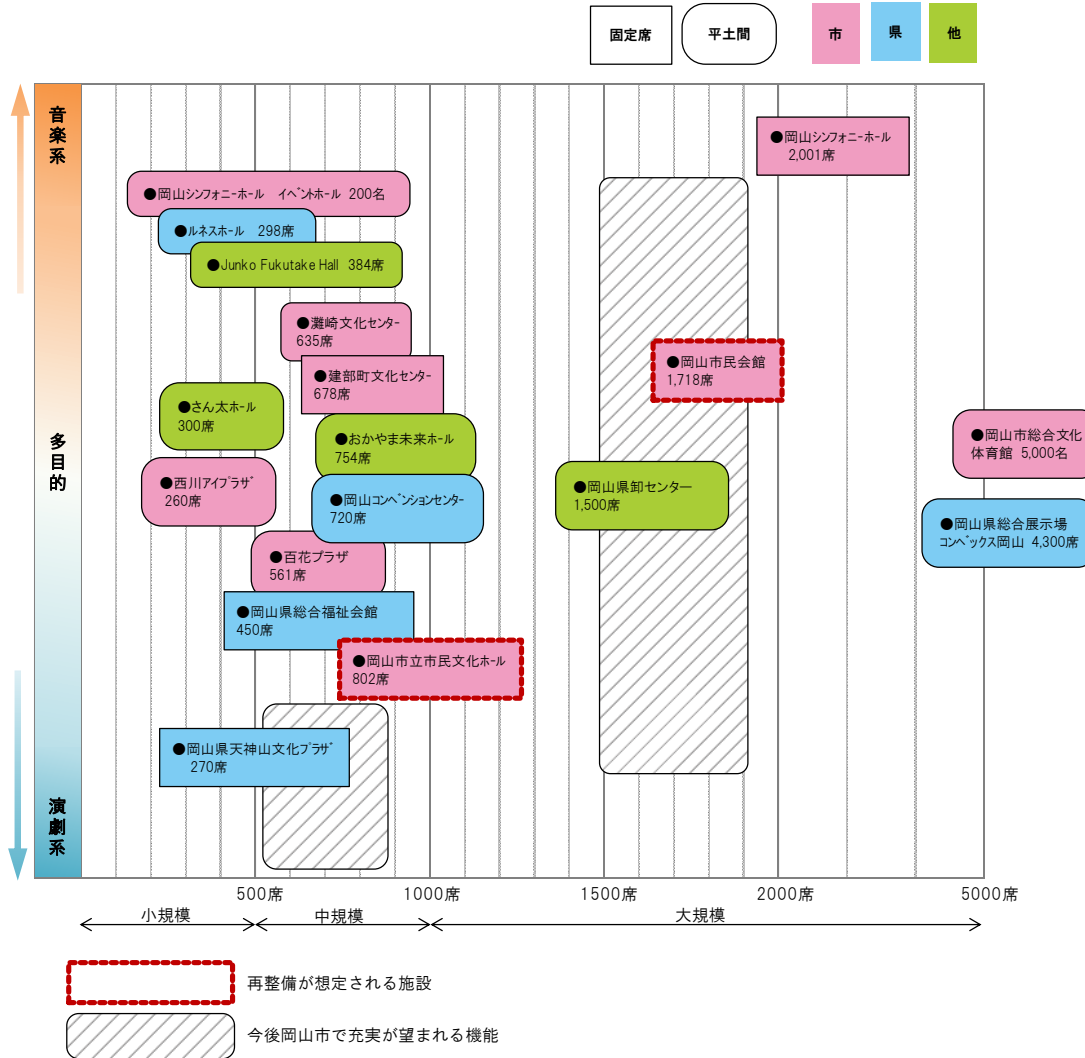 固定席
平土間
市
県
他
音楽系
多目的
演劇系
●岡山シンフォニーホール
2,001席
●岡山シンフォニーホール イベントホール 200名
●ルネスホール 298席
●Junko Fukutake Hall 384席
●灘崎文化センター
635席
●建部町文化センター
678席
●岡山市民会館
1,718席
●さん太ホール
300席
●おかやま未来ホール
754席
●岡山市総合文化
体育館 5,000名
●西川アイプラザ
260席
●岡山コンベンションセンター
720席
●岡山県卸センター
1,500席
●岡山県総合展示場
コンベックス岡山 4,300席
●百花プラザ
561席
●岡山県総合福祉会館
450席
●岡山市立市民文化ホール
802席
●岡山県天神山文化プラザ
270席
500席
1000席
1500席
2000席
5000席
小規模
中規模
大規模
再整備が想定される施設
今後岡山市で充実が望まれる機能